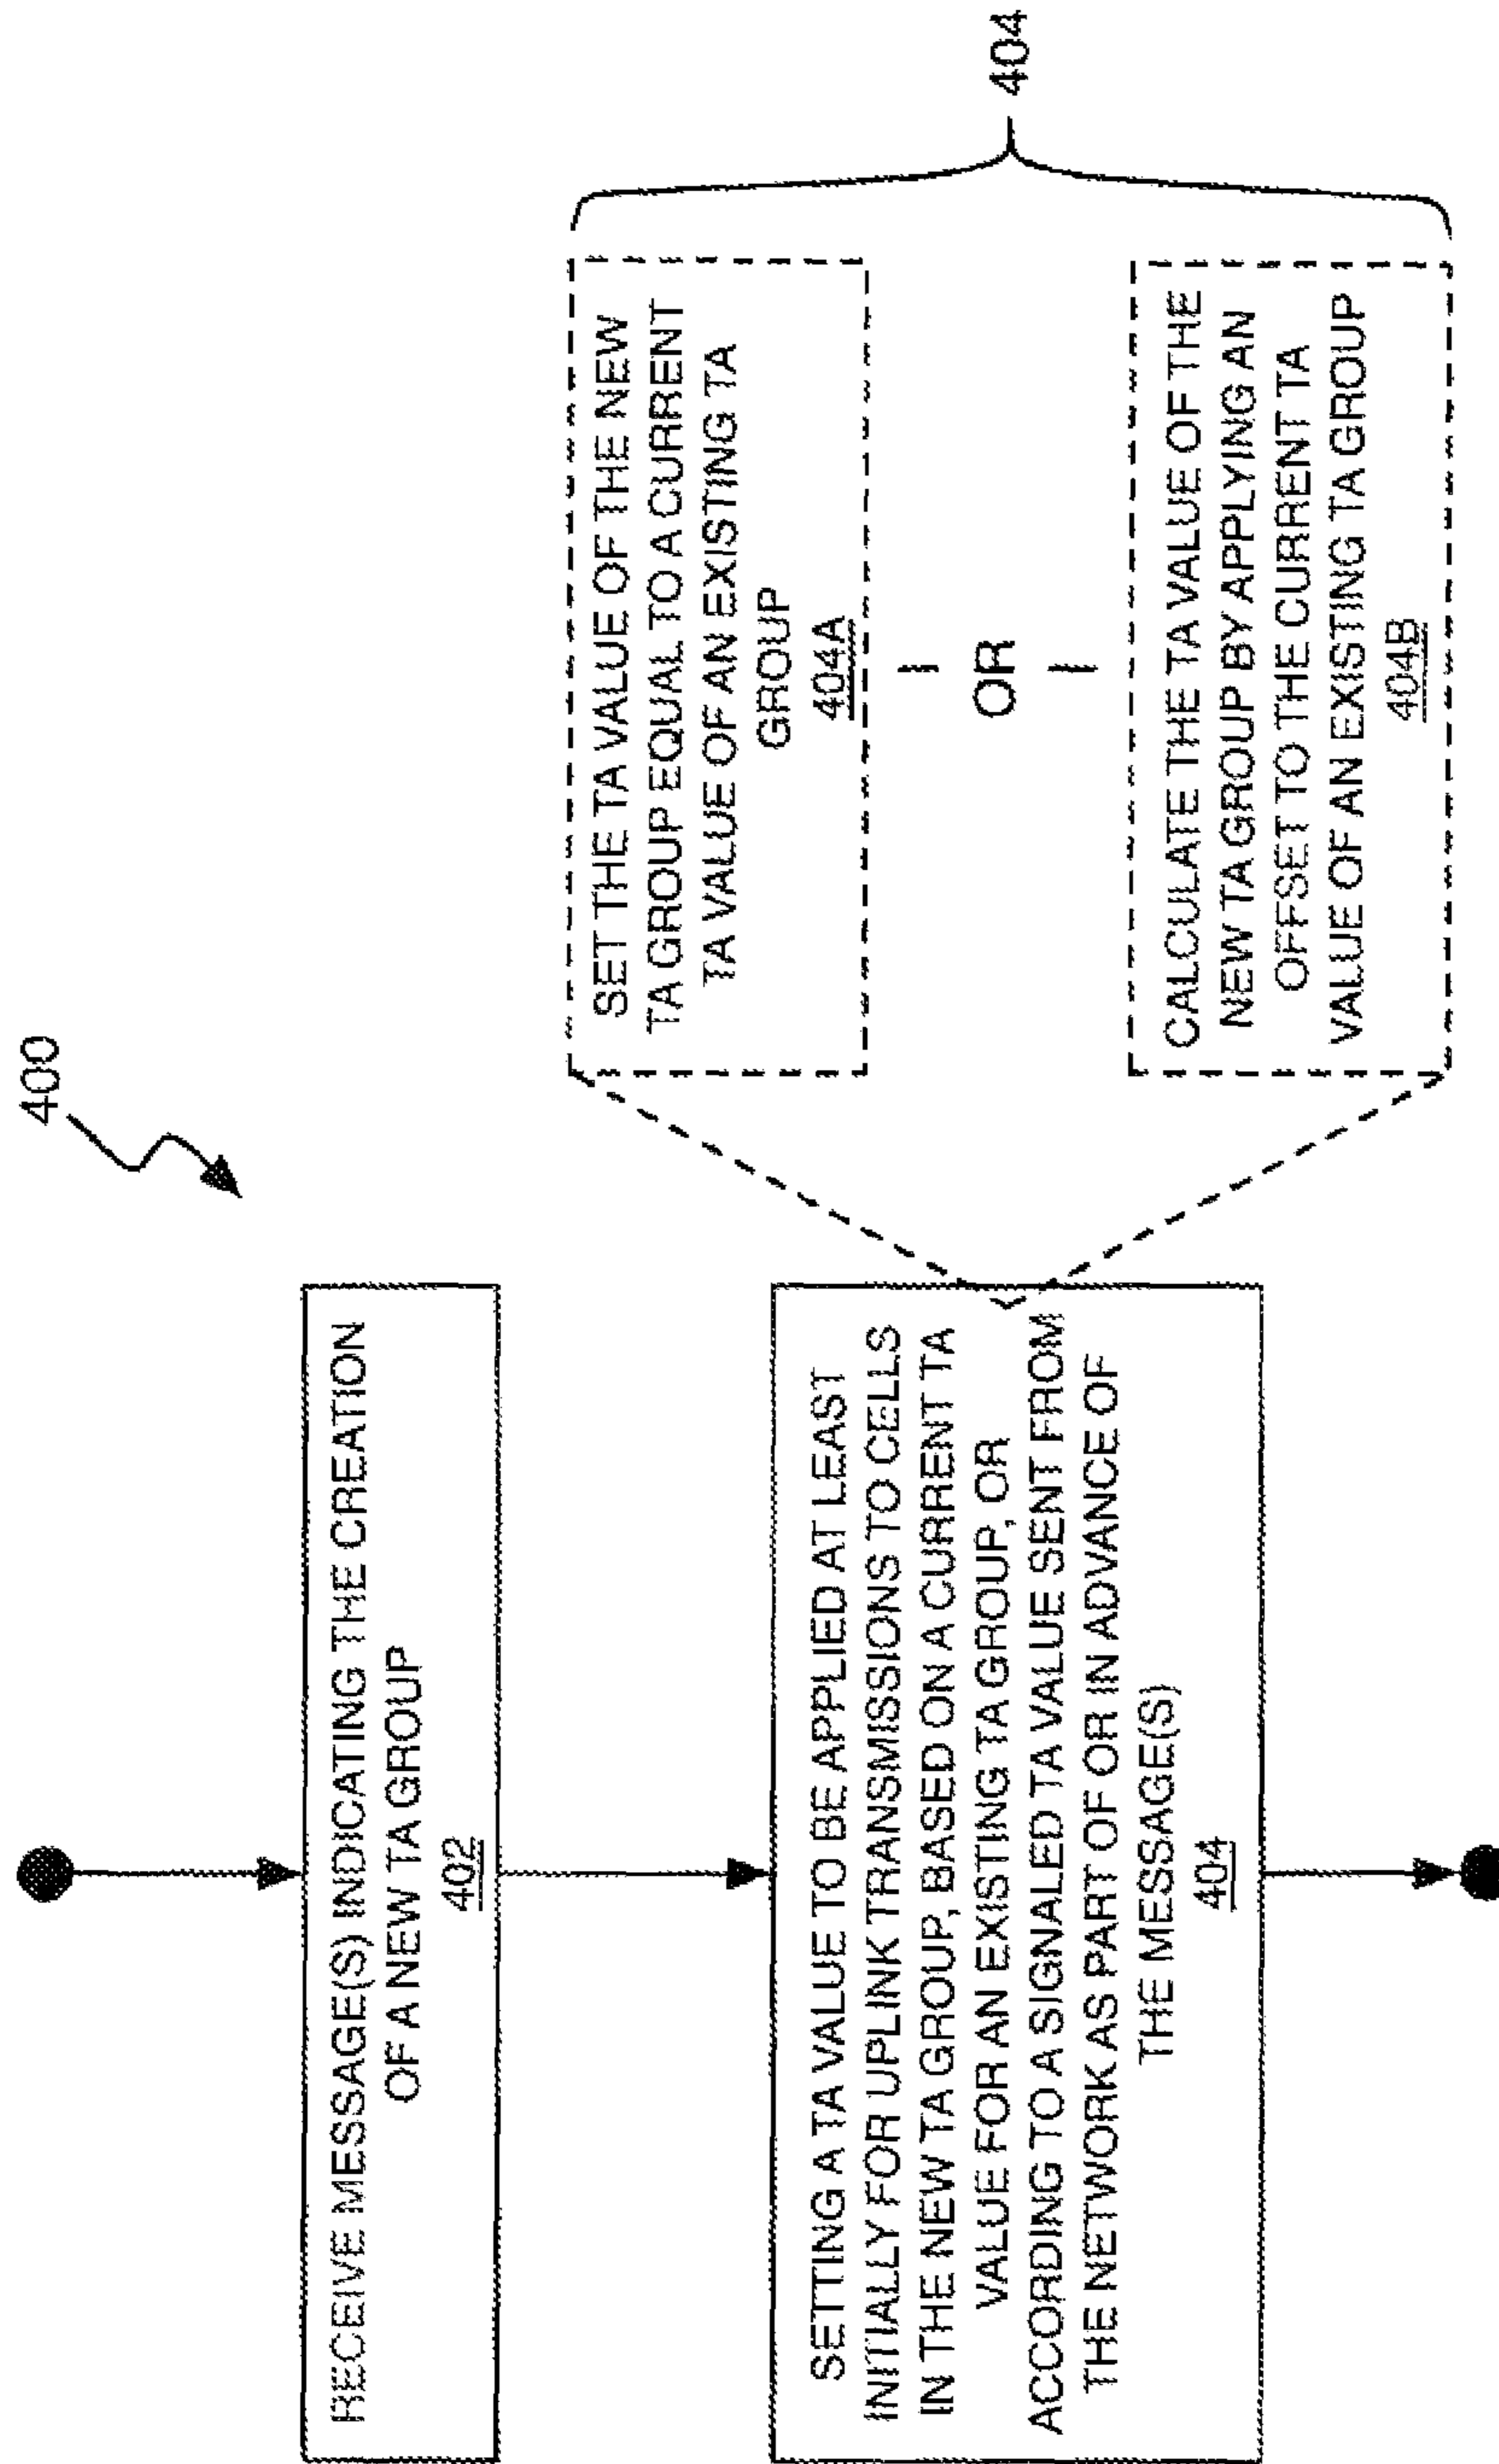 400
RECEIVE MESSAGE(S) INDICATING THE CREATION
OF A NEW TA GROUP
402
SETTING A TA VALUE TO BE APPLIED AT LEAST
INITIALLY FOR UPLINK TRANSMISSIONS TO CELLS
IN THE NEW TA GROUP, BASED ON A CURRENT TA
VALUE FOR AN EXISTING TA GROUP, OR
ACCORDING TO A SIGNALED TA VALUE SENT FROM
THE NETWORK AS PART OF OR IN ADVANCE OF
THE MESSAGE(S)
404
SET THE TA VALUE OF THE NEW
TA GROUP EQUAL TO A CURRENT
TA VALUE OF AN EXISTING TA
GROUP
404A
OR
CALCULATE THE TA VALUE OF THE
NEW TA GROUP BY APPLYING AN
OFFSET TO THE CURRENT TA
VALUE OF AN EXISTING TA GROUP
404B
404